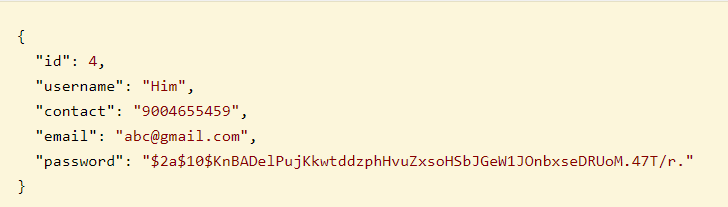 {
"id": 4,
"username": "Him",
"contact": "9004655459",
"email": "abc@gmail.com",
"password": "$2a$10$KnBADelPujKkwtddzphHvuZxsoHSbJGeW1JOnbxseDRUoM.47T/r."
}